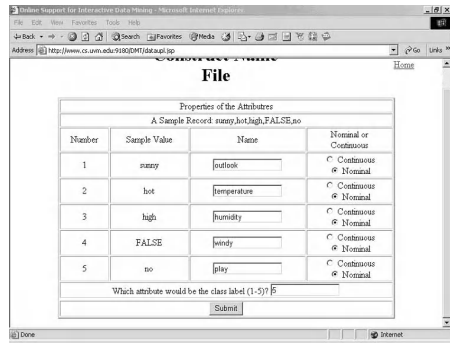 Online Support for Interactive Data Mining - Microsoft Internet Explorer
File Edit View Favorites Tools Help
Back Search Favorites Media
Address http://www.cs.uvm.edu:9180/DMT/dataupl.jsp Go Links
Construct Name
File
Home
Properties of the Attributres
A Sample Record: sunny,hot,high,FALSE,no
Number Sample Value Name Nominal or Continuous
1 sunny outlook Continuous
Nominal
2 hot temperature Continuous
Nominal
3 high humidity Continuous
Nominal
4 FALSE windy Continuous
Nominal
5 no play Continuous
Nominal
Which attribute would be the class label (1-5)? 5
Submit
Done Internet